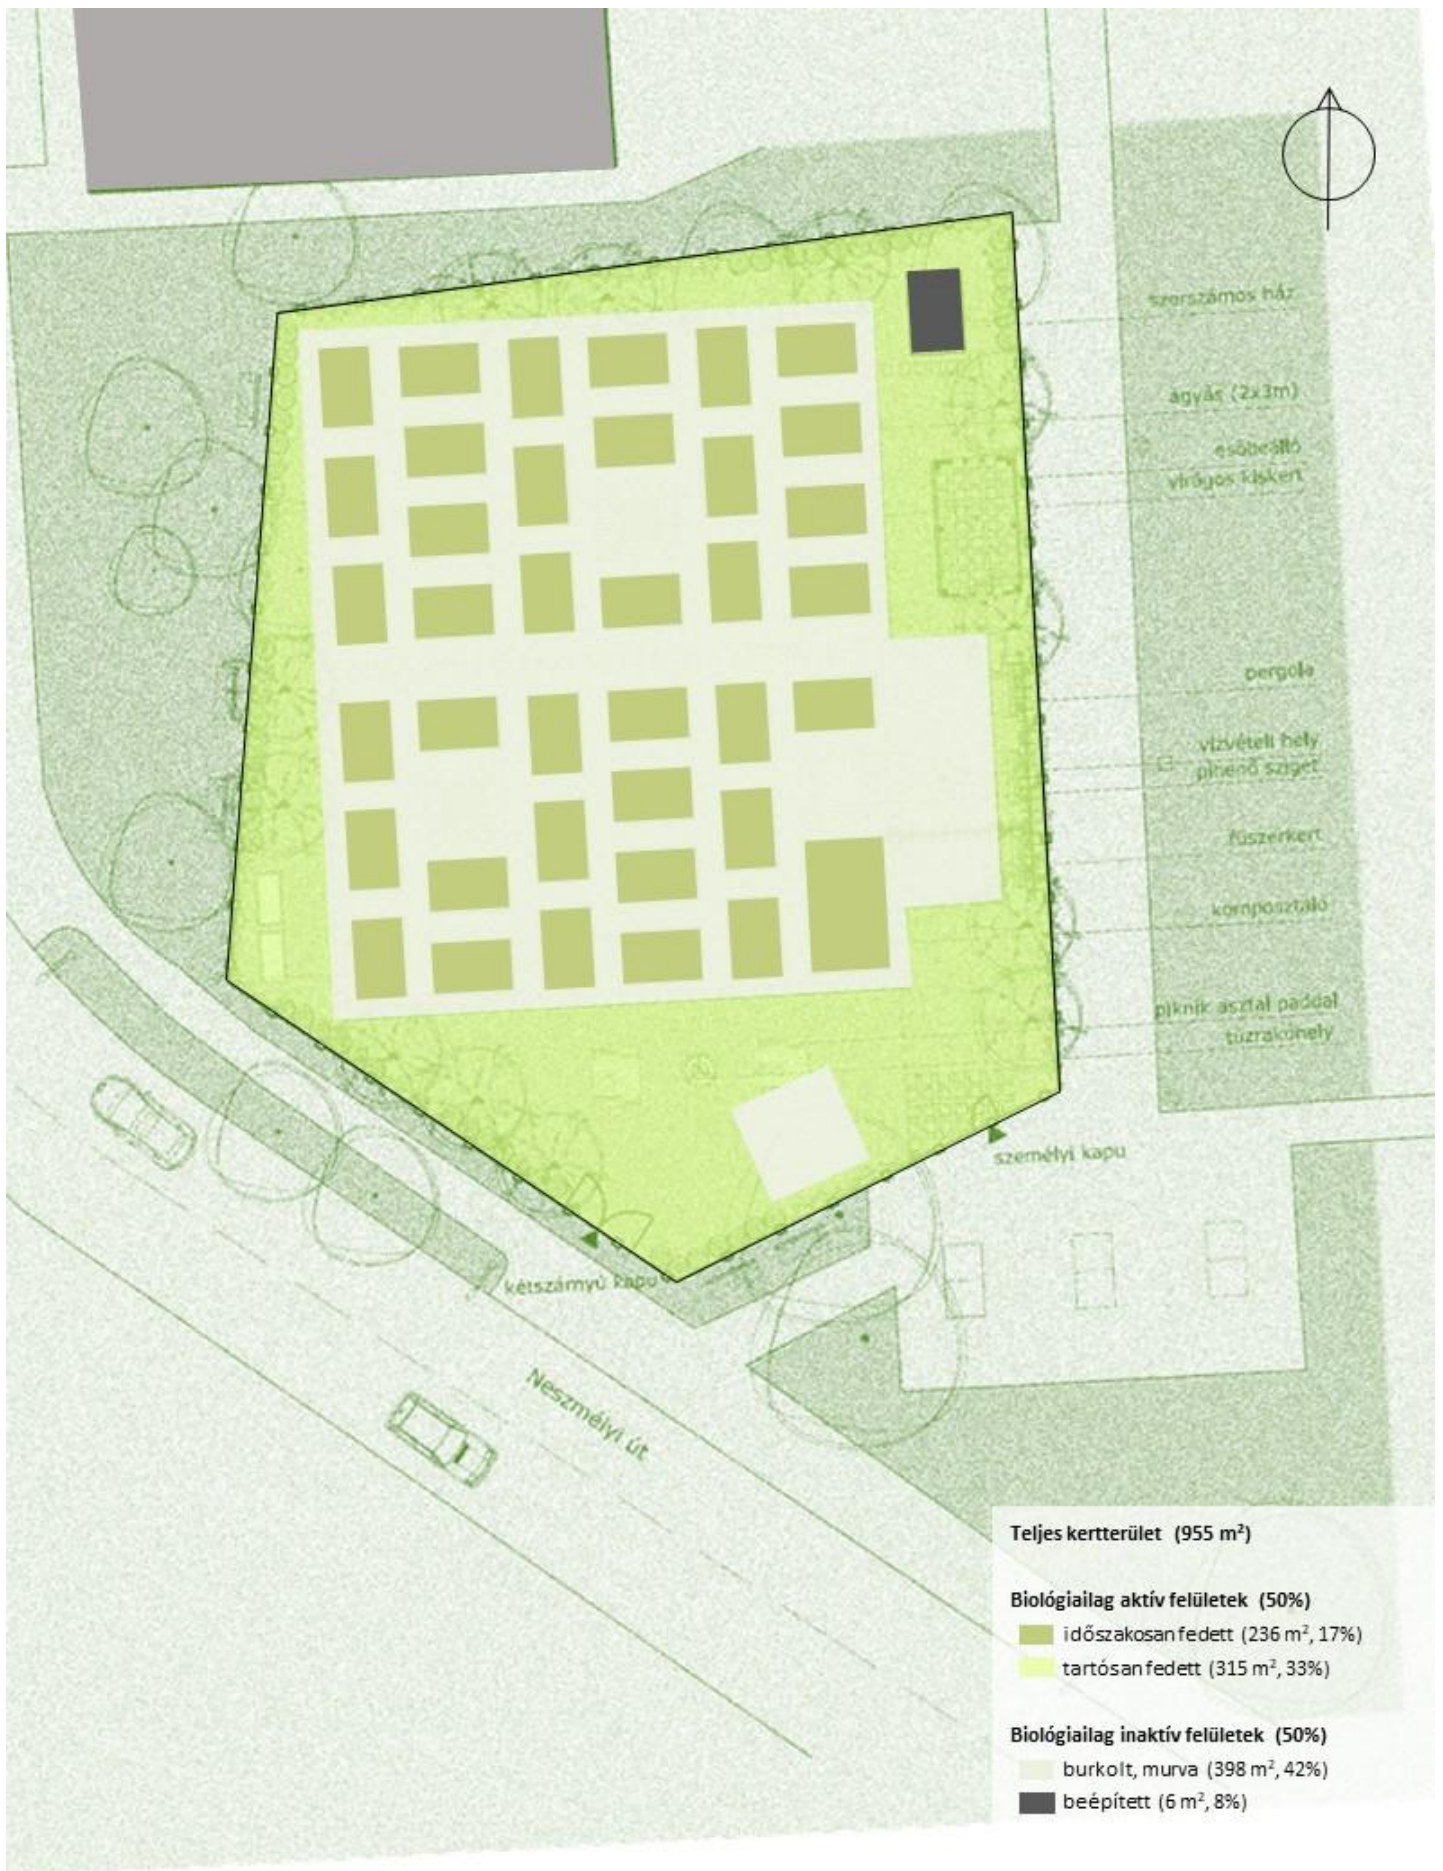 szerszámos ház
ágyás (2x3m)
esőbeálló
virágos kiskert
pergola
vízvételi hely
pihenő sziget
fűszerkert
komposztáló
piknik asztal paddal
tűzrakóhely
személyi kapu
kétszárnyú kapu
Neszmélyi út
Teljes kertterület (955 m²)
Biológiailag aktív felületek (50%)
időszakosan fedett (236 m², 17%)
tartósan fedett (315 m², 33%)
Biológiailag inaktív felületek (50%)
burkolt, murva (398 m², 42%)
beépített (6 m², 8%)